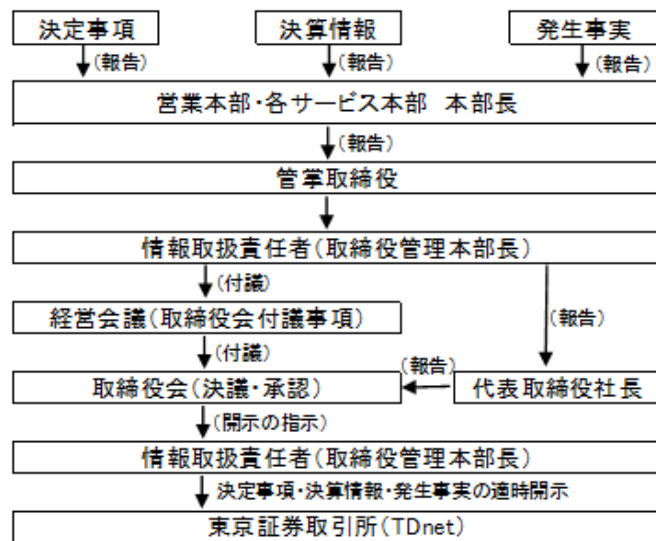 決定事項 決算情報 発生事実
(報告) (報告) (報告)
営業本部・各サービス本部 本部長
(報告)
管掌取締役
情報取扱責任者(取締役管理本部長)
(付議)
経営会議(取締役会付議事項)
(報告)
(付議)
(報告)
取締役会(決議・承認) 代表取締役社長
(開示の指示)
情報取扱責任者(取締役管理本部長)
決定事項・決算情報・発生事実の適時開示
東京証券取引所(TDnet)